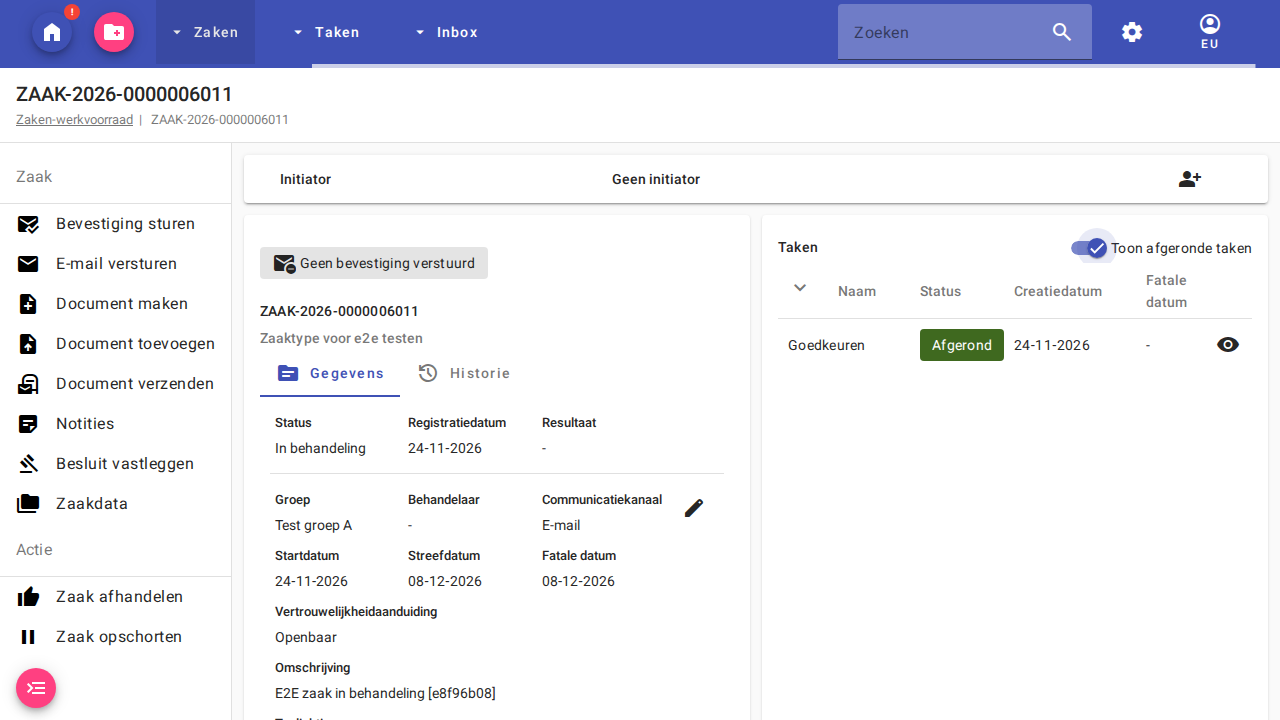 !
Zaken
Taken
Inbox
Zoeken
EU
ZAAK-2026-0000006011
Zaken-werkvoorraad | ZAAK-2026-0000006011
Zaak
Bevestiging sturen
E-mail versturen
Document maken
Document toevoegen
Document verzenden
Notities
Besluit vastleggen
Zaakdata
Actie
Zaak afhandelen
Zaak opschorten
Initiator Geen initiator
Geen bevestiging verstuurd
ZAAK-2026-0000006011
Zaaktype voor e2e testen
Gegevens Historie
Status Registratiedatum Resultaat
In behandeling 24-11-2026 -
Groep Behandelaar Communicatiekanaal
Test groep A - E-mail
Startdatum Streefdatum Fatale datum
24-11-2026 08-12-2026 08-12-2026
Vertrouwelijkheidaanduiding
Openbaar
Omschrijving
E2E zaak in behandeling [e8f96b08]
Taken Toon afgeronde taken
Naam Status Creatiedatum Fatale datum
Goedkeuren Afgerond 24-11-2026 -